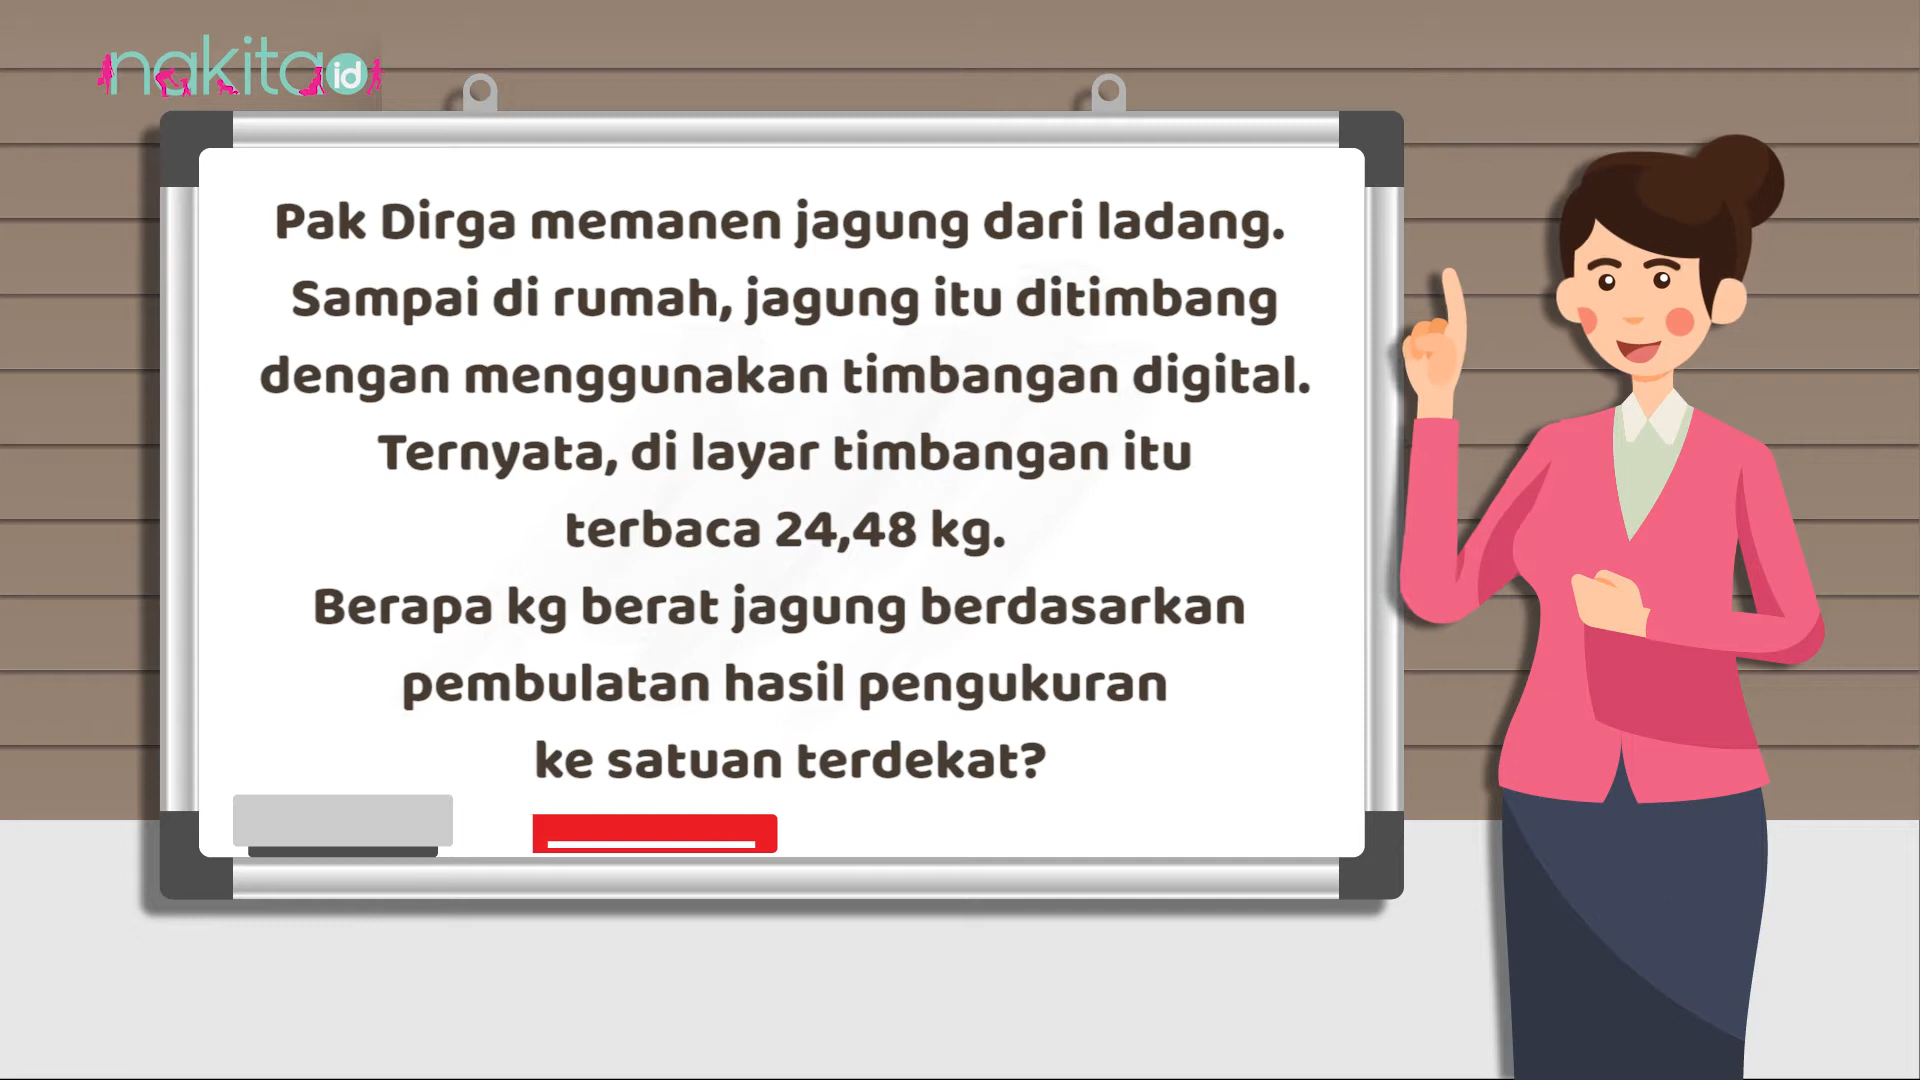 nakita id
Pak Dirga memanen jagung dari ladang.
Sampai di rumah, jagung itu ditimbang
dengan menggunakan timbangan digital.
Ternyata, di layar timbangan itu
terbaca 24,48 kg.
Berapa kg berat jagung berdasarkan
pembulatan hasil pengukuran
ke satuan terdekat?